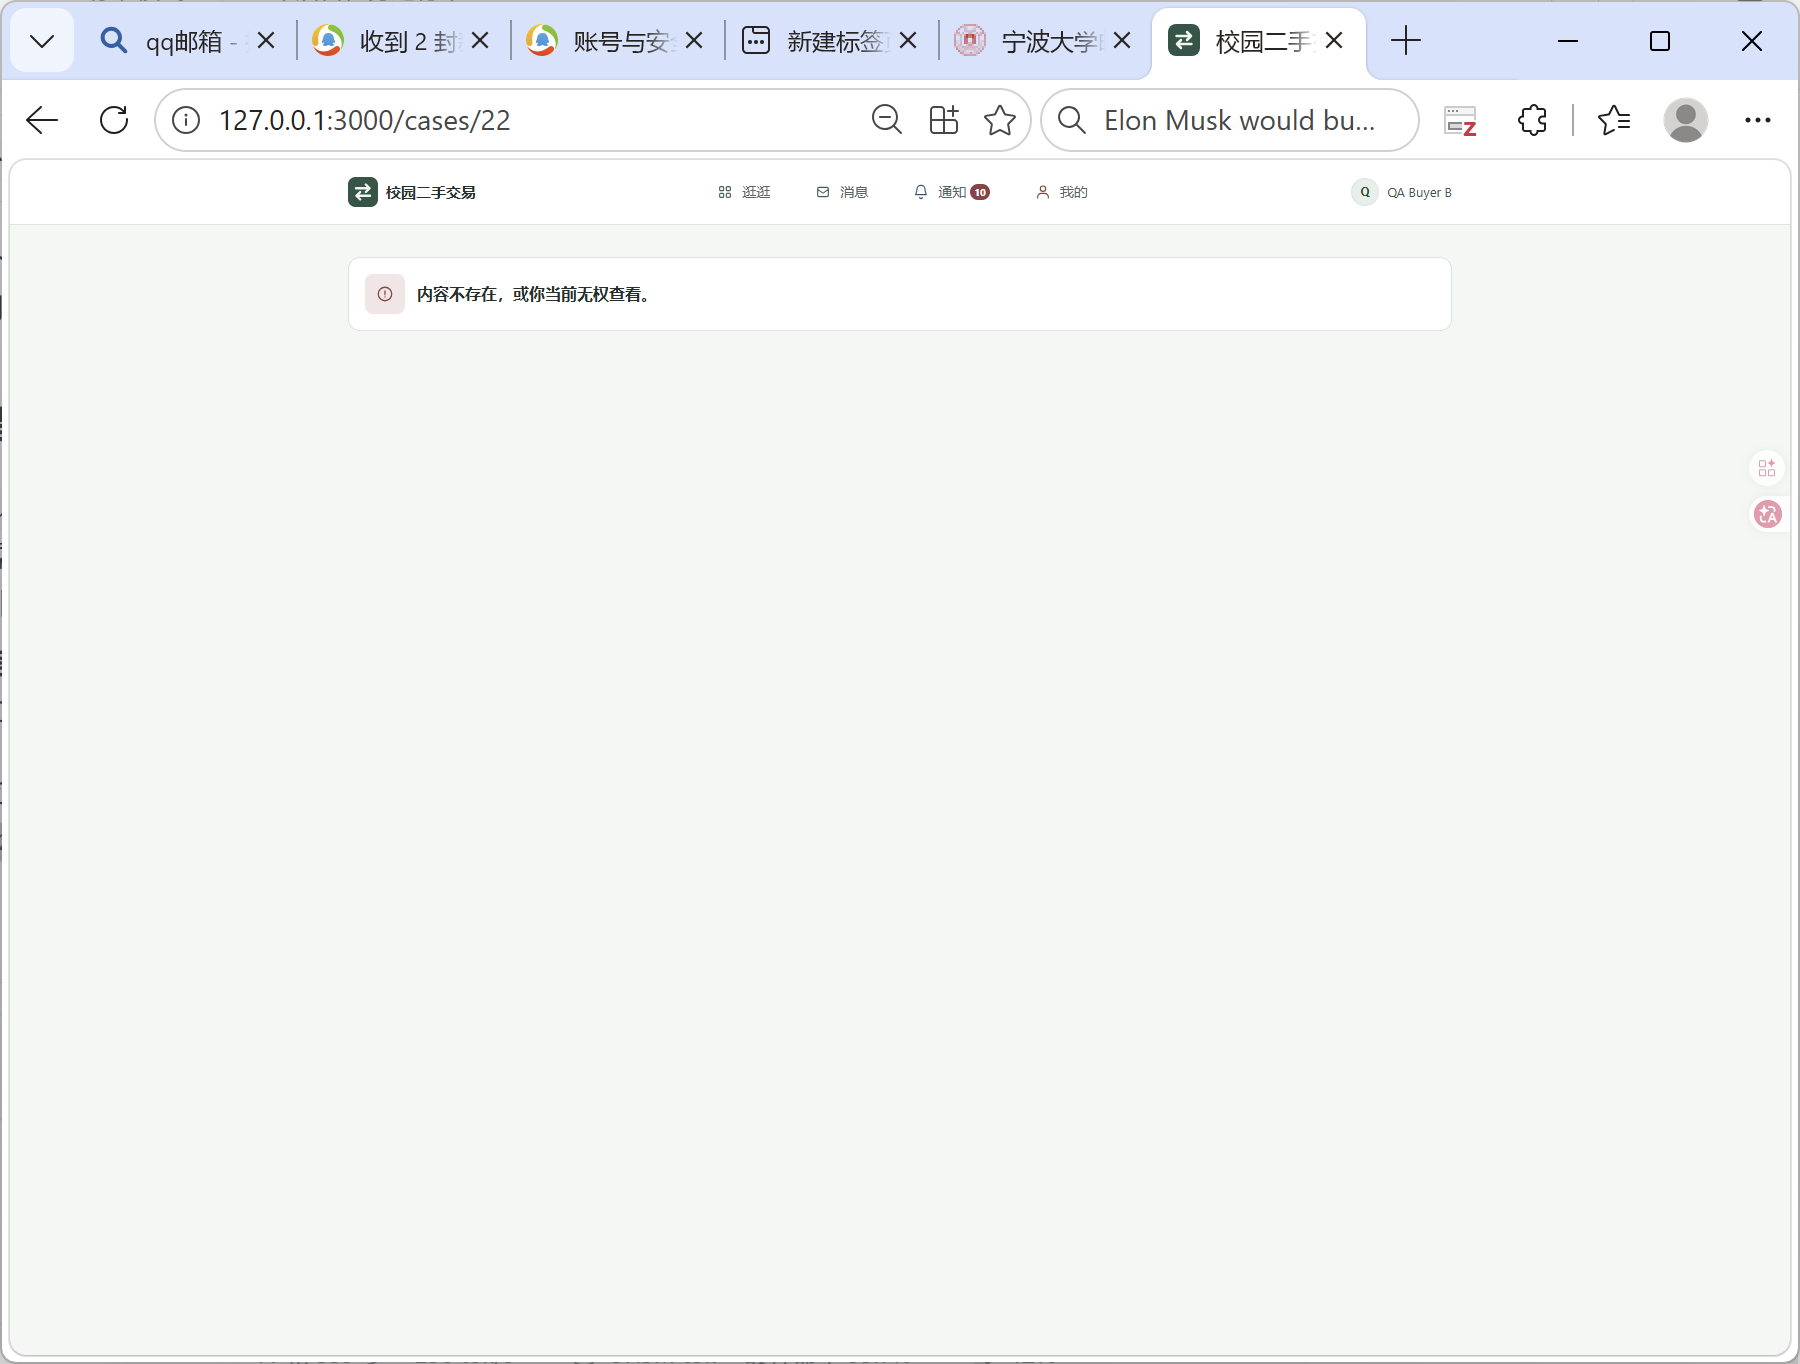 qq邮箱 -
收到 2 封
账号与安
新建标签
宁波大学
校园二手
127.0.0.1:3000/cases/22
Elon Musk would bu...
校园二手交易
逛逛
消息
通知 10
我的
Q
QA Buyer B
内容不存在，或你当前无权查看。